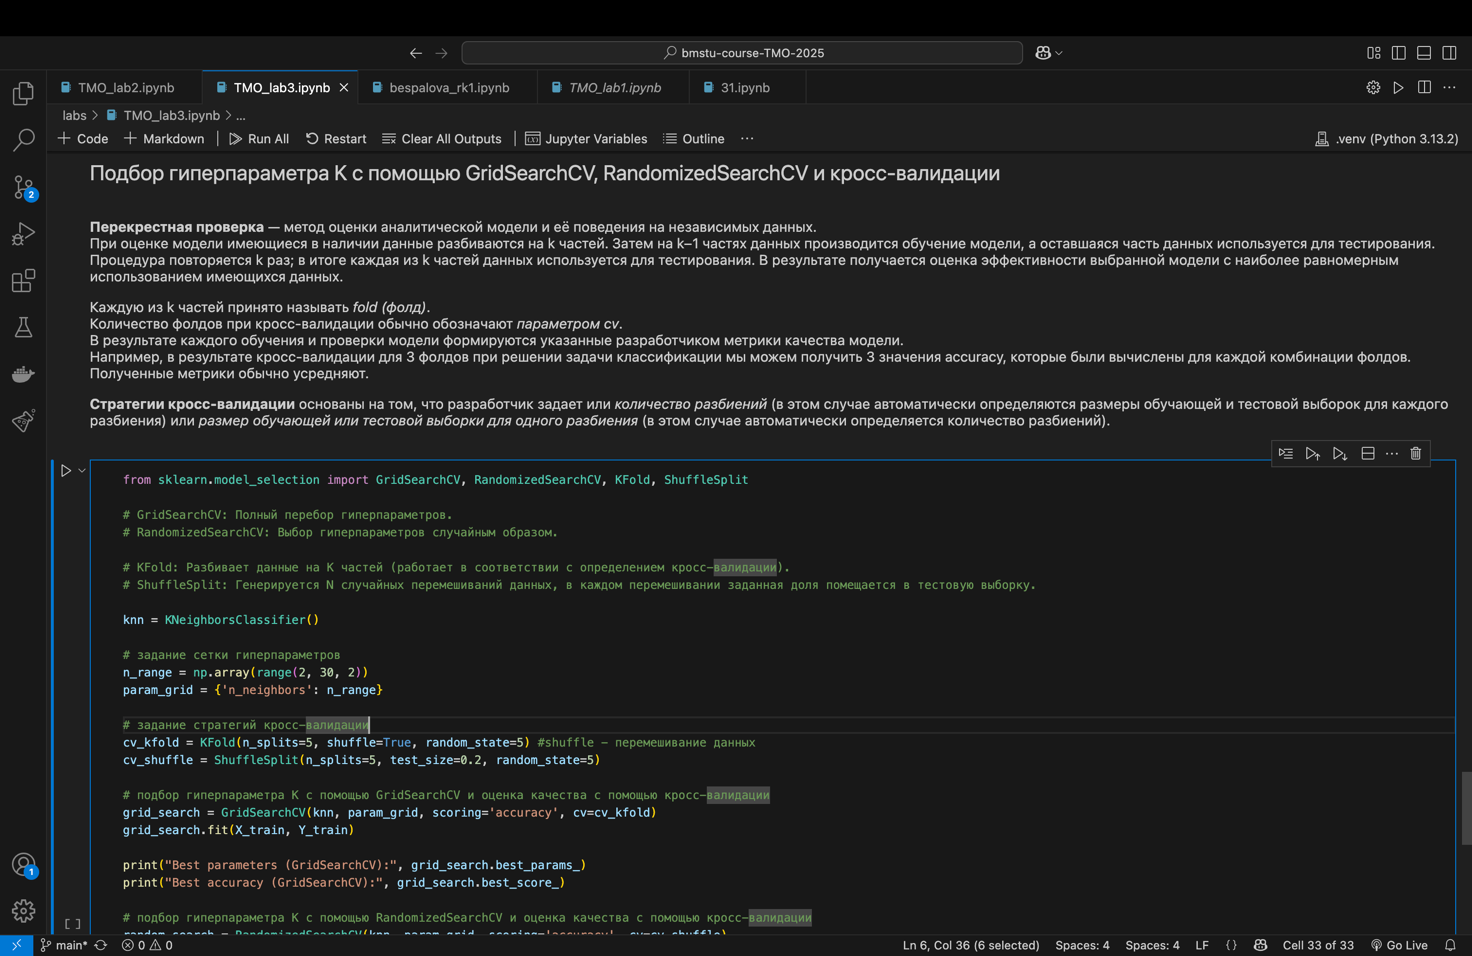 bmstu-course-TMO-2025
TMO_lab2.ipynb
TMO_lab3.ipynb
bespalova_rk1.ipynb
TMO_lab1.ipynb
31.ipynb
labs > TMO_lab3.ipynb > ...
+ Code + Markdown Run All Restart Clear All Outputs Jupyter Variables Outline ...
.venv (Python 3.13.2)
Подбор гиперпараметра K с помощью GridSearchCV, RandomizedSearchCV и кросс-валидации
Перекрестная проверка — метод оценки аналитической модели и её поведения на независимых данных.
При оценке модели имеющиеся в наличии данные разбиваются на k частей. Затем на k−1 частях данных производится обучение модели, а оставшаяся часть данных используется для тестирования.
Процедура повторяется k раз; в итоге каждая из k частей данных используется для тестирования. В результате получается оценка эффективности выбранной модели с наиболее равномерным
использованием имеющихся данных.
Каждую из k частей принято называть fold (фолд).
Количество фолдов при кросс-валидации обычно обозначают параметром cv.
В результате каждого обучения и проверки модели формируются указанные разработчиком метрики качества модели.
Например, в результате кросс-валидации для 3 фолдов при решении задачи классификации мы можем получить 3 значения accuracy, которые были вычислены для каждой комбинации фолдов.
Полученные метрики обычно усредняют.
Стратегии кросс-валидации основаны на том, что разработчик задает или количество разбиений (в этом случае автоматически определяются размеры обучающей и тестовой выборок для каждого
разбиения) или размер обучающей или тестовой выборки для одного разбиения (в этом случае автоматически определяется количество разбиений).
from sklearn.model_selection import GridSearchCV, RandomizedSearchCV, KFold, ShuffleSplit
# GridSearchCV: Полный перебор гиперпараметров.
# RandomizedSearchCV: Выбор гиперпараметров случайным образом.
# KFold: Разбивает данные на K частей (работает в соответствии с определением кросс-валидации).
# ShuffleSplit: Генерируется N случайных перемешиваний данных, в каждом перемешивании заданная доля помещается в тестовую выборку.
knn = KNeighborsClassifier()
# задание сетки гиперпараметров
n_range = np.array(range(2, 30, 2))
param_grid = {'n_neighbors': n_range}
# задание стратегий кросс-валидации
cv_kfold = KFold(n_splits=5, shuffle=True, random_state=5) #shuffle - перемешивание данных
cv_shuffle = ShuffleSplit(n_splits=5, test_size=0.2, random_state=5)
# подбор гиперпараметра K с помощью GridSearchCV и оценка качества с помощью кросс-валидации
grid_search = GridSearchCV(knn, param_grid, scoring='accuracy', cv=cv_kfold)
grid_search.fit(X_train, Y_train)
print("Best parameters (GridSearchCV):", grid_search.best_params_)
print("Best accuracy (GridSearchCV):", grid_search.best_score_)
# подбор гиперпараметра K с помощью RandomizedSearchCV и оценка качества с помощью кросс-валидации
random_search = RandomizedSearchCV(knn, param_grid, scoring='accuracy', cv=cv_shuffle)
[ ]
2
1
main* 0 0 Ln 6, Col 36 (6 selected) Spaces: 4 Spaces: 4 LF {} Cell 33 of 33 Go Live